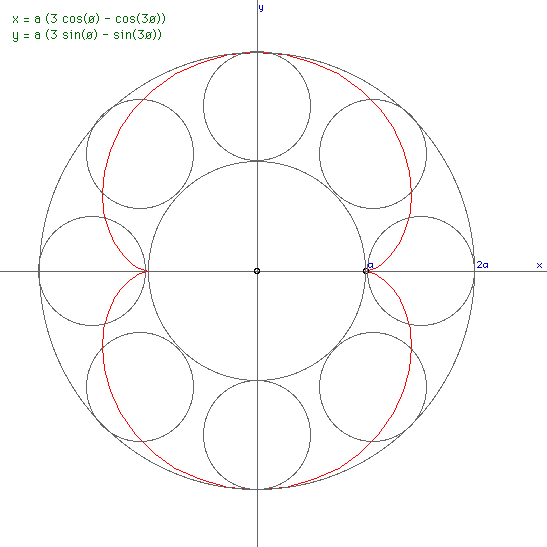 x = a (3 cos(ø) - cos(3ø))
y = a (3 sin(ø) - sin(3ø))
y
a
2a
x